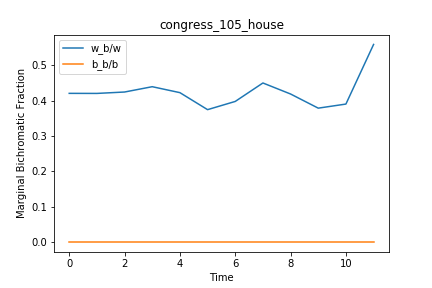 congress_105_house
w_b/w
b_b/b
Marginal Bichromatic Fraction
0.5
0.4
0.3
0.2
0.1
0.0
0 2 4 6 8 10
Time